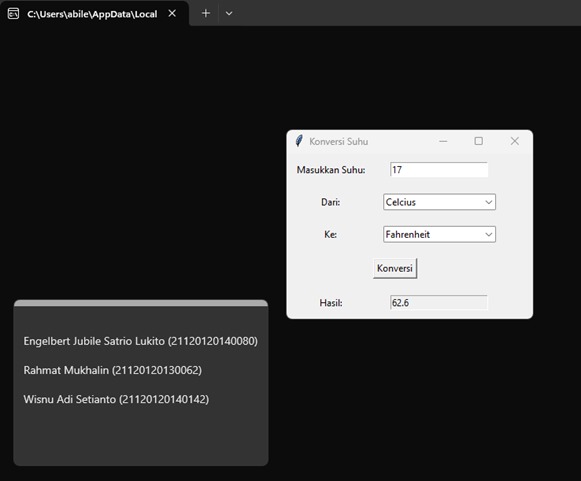 C:\Users\abile\AppData\Local
Konversi Suhu
Masukkan Suhu: 17
Dari: Celcius
Ke: Fahrenheit
Konversi
Hasil: 62.6
Engelbert Jubile Satrio Lukito (21120120140080)
Rahmat Mukhalin (21120120130062)
Wisnu Adi Setianto (21120120140142)